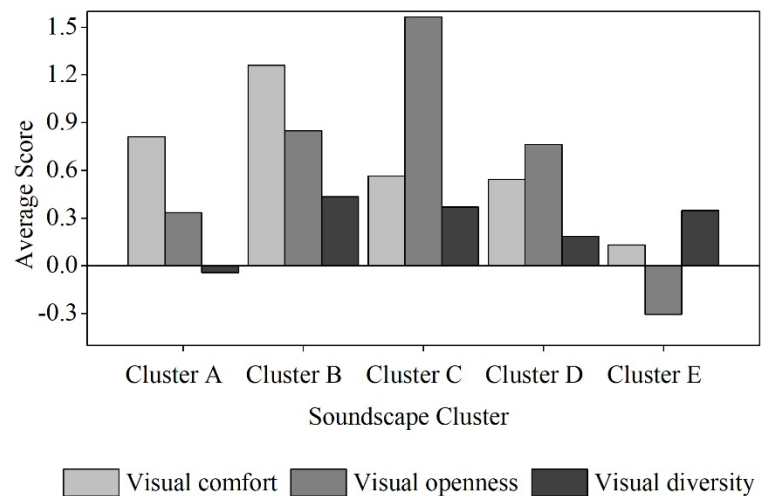 Average Score
1.5
1.2
0.9
0.6
0.3
0.0
-0.3
Cluster A Cluster B Cluster C Cluster D Cluster E
Soundscape Cluster
Visual comfort Visual openness Visual diversity